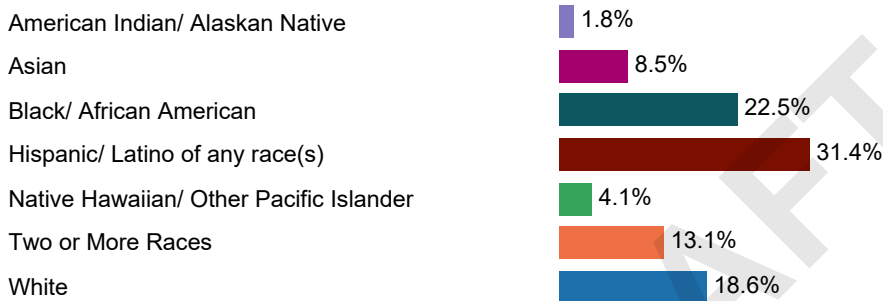 American Indian/ Alaskan Native 1.8%
Asian 8.5%
Black/ African American 22.5%
Hispanic/ Latino of any race(s) 31.4%
Native Hawaiian/ Other Pacific Islander 4.1%
Two or More Races 13.1%
White 18.6%